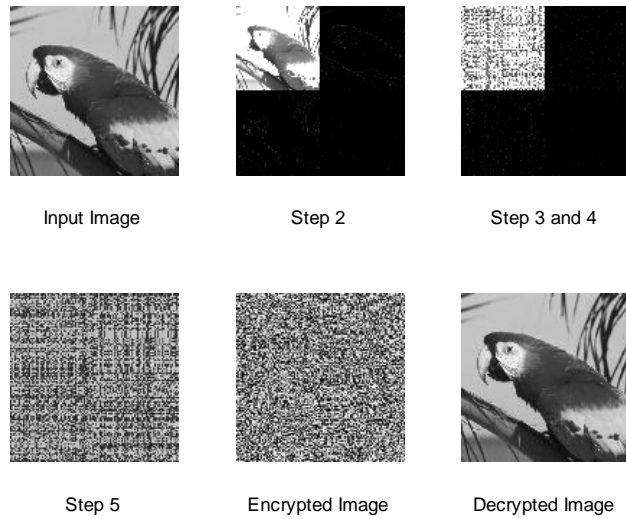 Input Image
Step 2
Step 3 and 4
Step 5
Encrypted Image
Decrypted Image